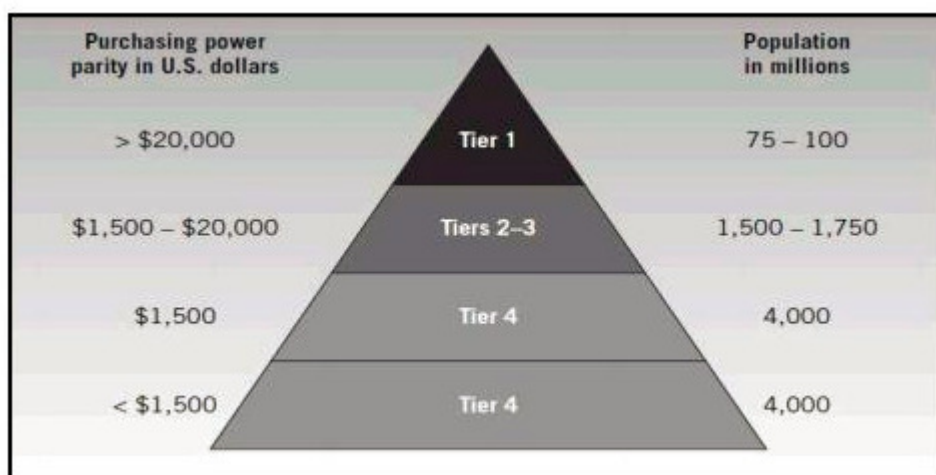 Purchasing power
parity in U.S. dollars
Population
in millions
> $20,000
Tier 1
75 – 100
$1,500 – $20,000
Tiers 2–3
1,500 – 1,750
$1,500
Tier 4
4,000
< $1,500
Tier 4
4,000